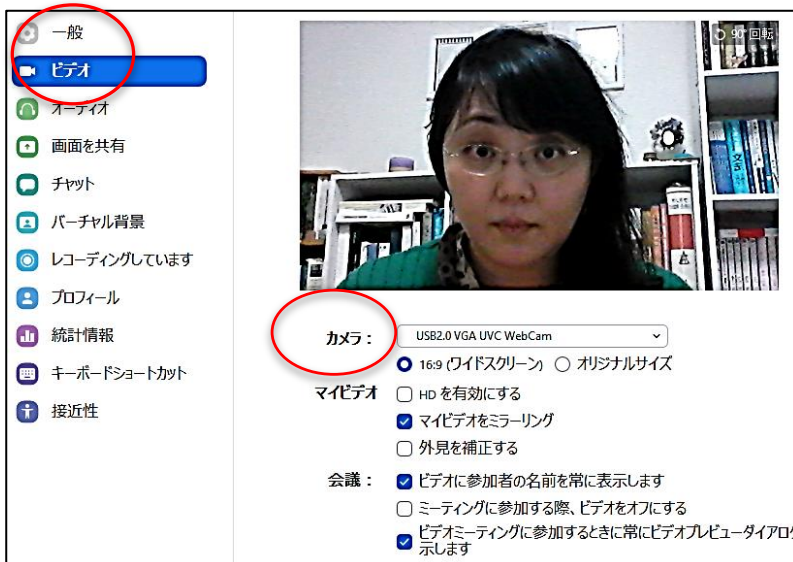 一般
ビデオ
オーディオ
画面を共有
チャット
バーチャル背景
レコーディングしています
プロフィール
統計情報
キーボードショートカット
接近性
90°回転
カメラ：
USB2.0 VGA UVC WebCam
16:9 (ワイドスクリーン) オリジナルサイズ
マイビデオ HD を有効にする
マイビデオをミラーリング
外見を補正する
会議： ビデオに参加者の名前を常に表示します
ミーティングに参加する際、ビデオをオフにする
ビデオミーティングに参加するときに常にビデオプレビューダイアログ
示します